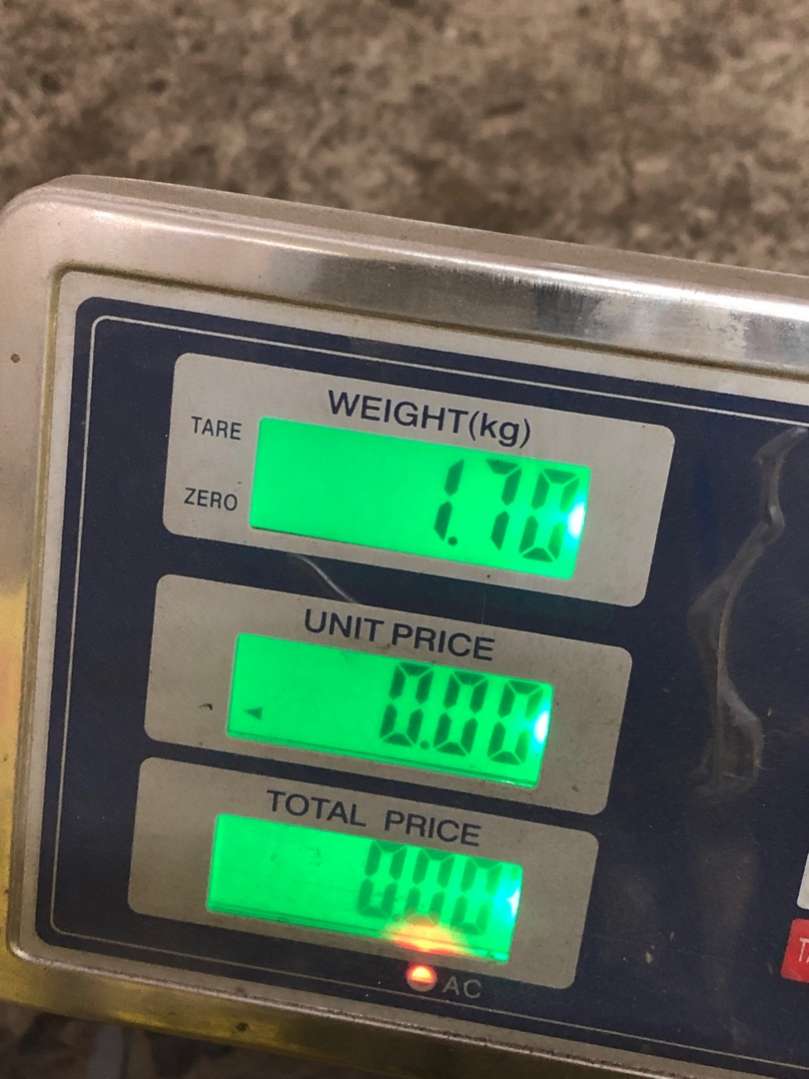 WEIGHT(kg)
TARE
1.70
ZERO
UNIT PRICE
0.00
TOTAL PRICE
0.00
AC